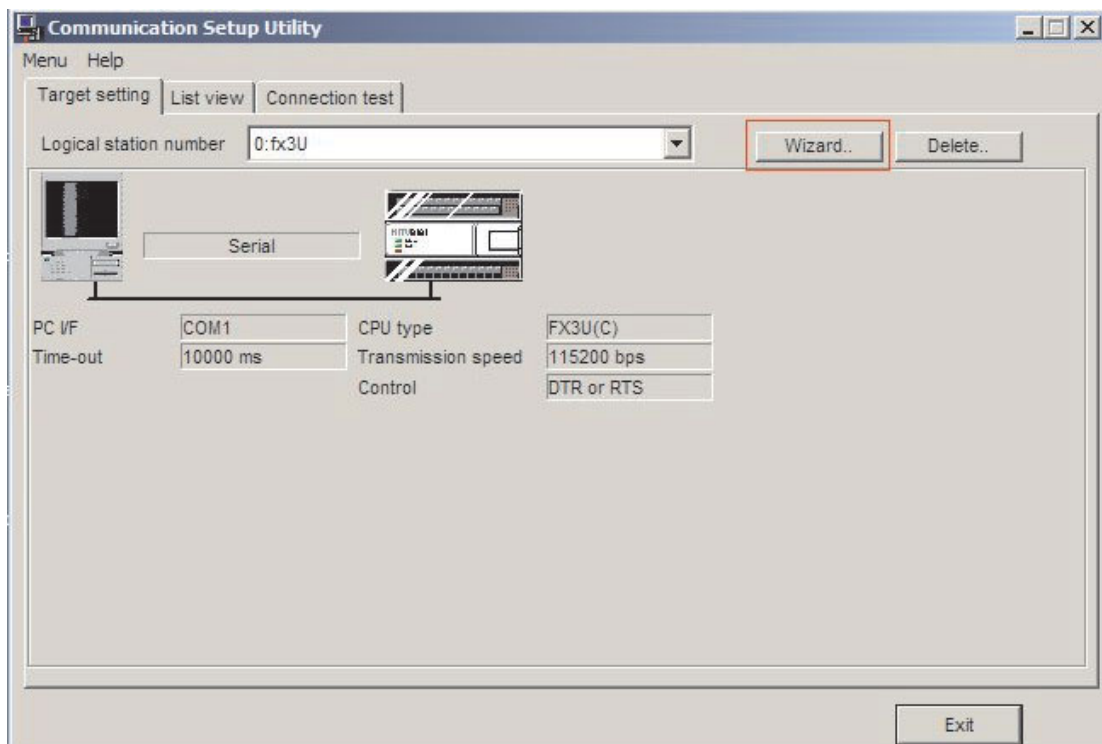 Communication Setup Utility
Menu Help
Target setting List view Connection test
Logical station number 0:fx3U Wizard.. Delete..
Serial
PC I/F COM1 CPU type FX3U(C)
Time-out 10000 ms Transmission speed 115200 bps
Control DTR or RTS
Exit